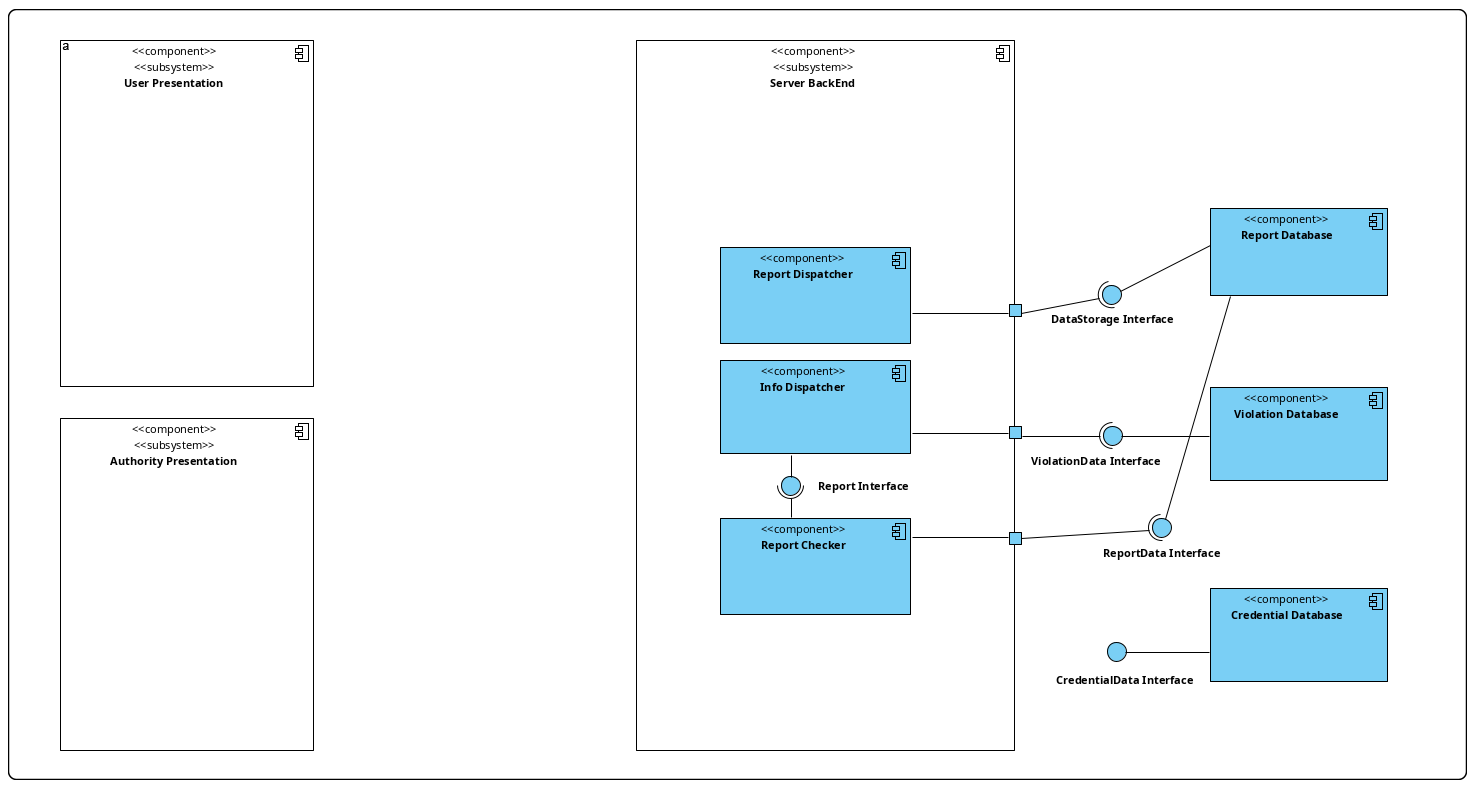 a
<<component>>
<<subsystem>>
User Presentation
<<component>>
<<subsystem>>
Authority Presentation
<<component>>
<<subsystem>>
Server BackEnd
<<component>>
Report Dispatcher
<<component>>
Info Dispatcher
Report Interface
<<component>>
Report Checker
DataStorage Interface
ViolationData Interface
ReportData Interface
CredentialData Interface
<<component>>
Report Database
<<component>>
Violation Database
<<component>>
Credential Database